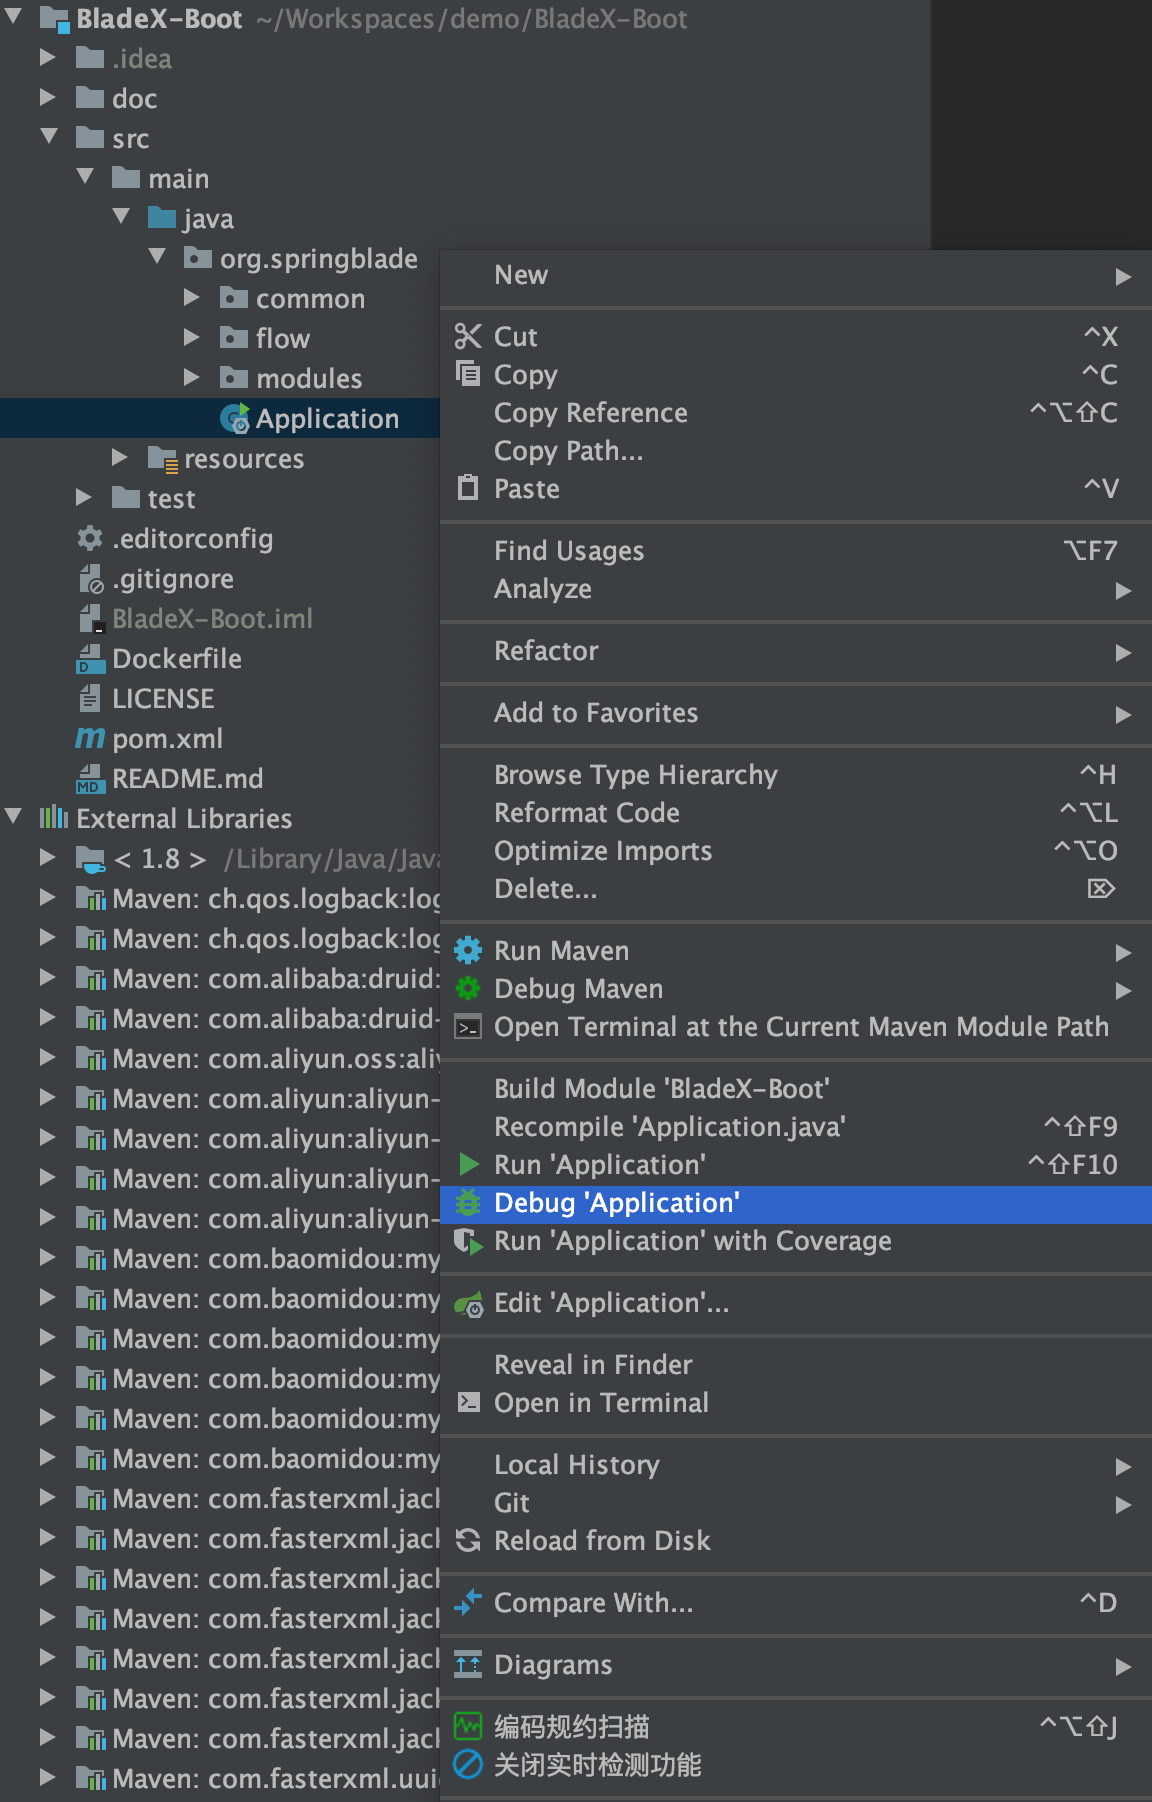 BladeX-Boot ~/Workspaces/demo/BladeX-Boot
.idea
doc
src
main
java
org.springblade
common
flow
modules
Application
resources
test
.editorconfig
.gitignore
BladeX-Boot.iml
Dockerfile
LICENSE
pom.xml
README.md
External Libraries
< 1.8 > /Library/Java/Java
Maven: ch.qos.logback:log
Maven: ch.qos.logback:log
Maven: com.alibaba:druid:
Maven: com.alibaba:druid-
Maven: com.aliyun.oss:aliy
Maven: com.aliyun:aliyun-
Maven: com.aliyun:aliyun-
Maven: com.aliyun:aliyun-
Maven: com.aliyun:aliyun-
Maven: com.baomidou:my
Maven: com.baomidou:my
Maven: com.baomidou:my
Maven: com.baomidou:my
Maven: com.baomidou:my
Maven: com.baomidou:my
Maven: com.fasterxml.jack
Maven: com.fasterxml.jack
Maven: com.fasterxml.jack
Maven: com.fasterxml.jack
Maven: com.fasterxml.jack
Maven: com.fasterxml.jack
Maven: com.fasterxml.jack
Maven: com.fasterxml.uuid
New
Cut ^X
Copy ^C
Copy Reference ^⌥⇧C
Copy Path...
Paste ^V
Find Usages ⌥F7
Analyze
Refactor
Add to Favorites
Browse Type Hierarchy ^H
Reformat Code ^⌥L
Optimize Imports ^⌥O
Delete... ⌦
Run Maven
Debug Maven
Open Terminal at the Current Maven Module Path
Build Module 'BladeX-Boot'
Recompile 'Application.java' ^⇧F9
Run 'Application' ^⇧F10
Debug 'Application'
Run 'Application' with Coverage
Edit 'Application'...
Reveal in Finder
Open in Terminal
Local History
Git
Reload from Disk
Compare With... ^D
Diagrams
编码规约扫描 ^⌥⇧J
关闭实时检测功能